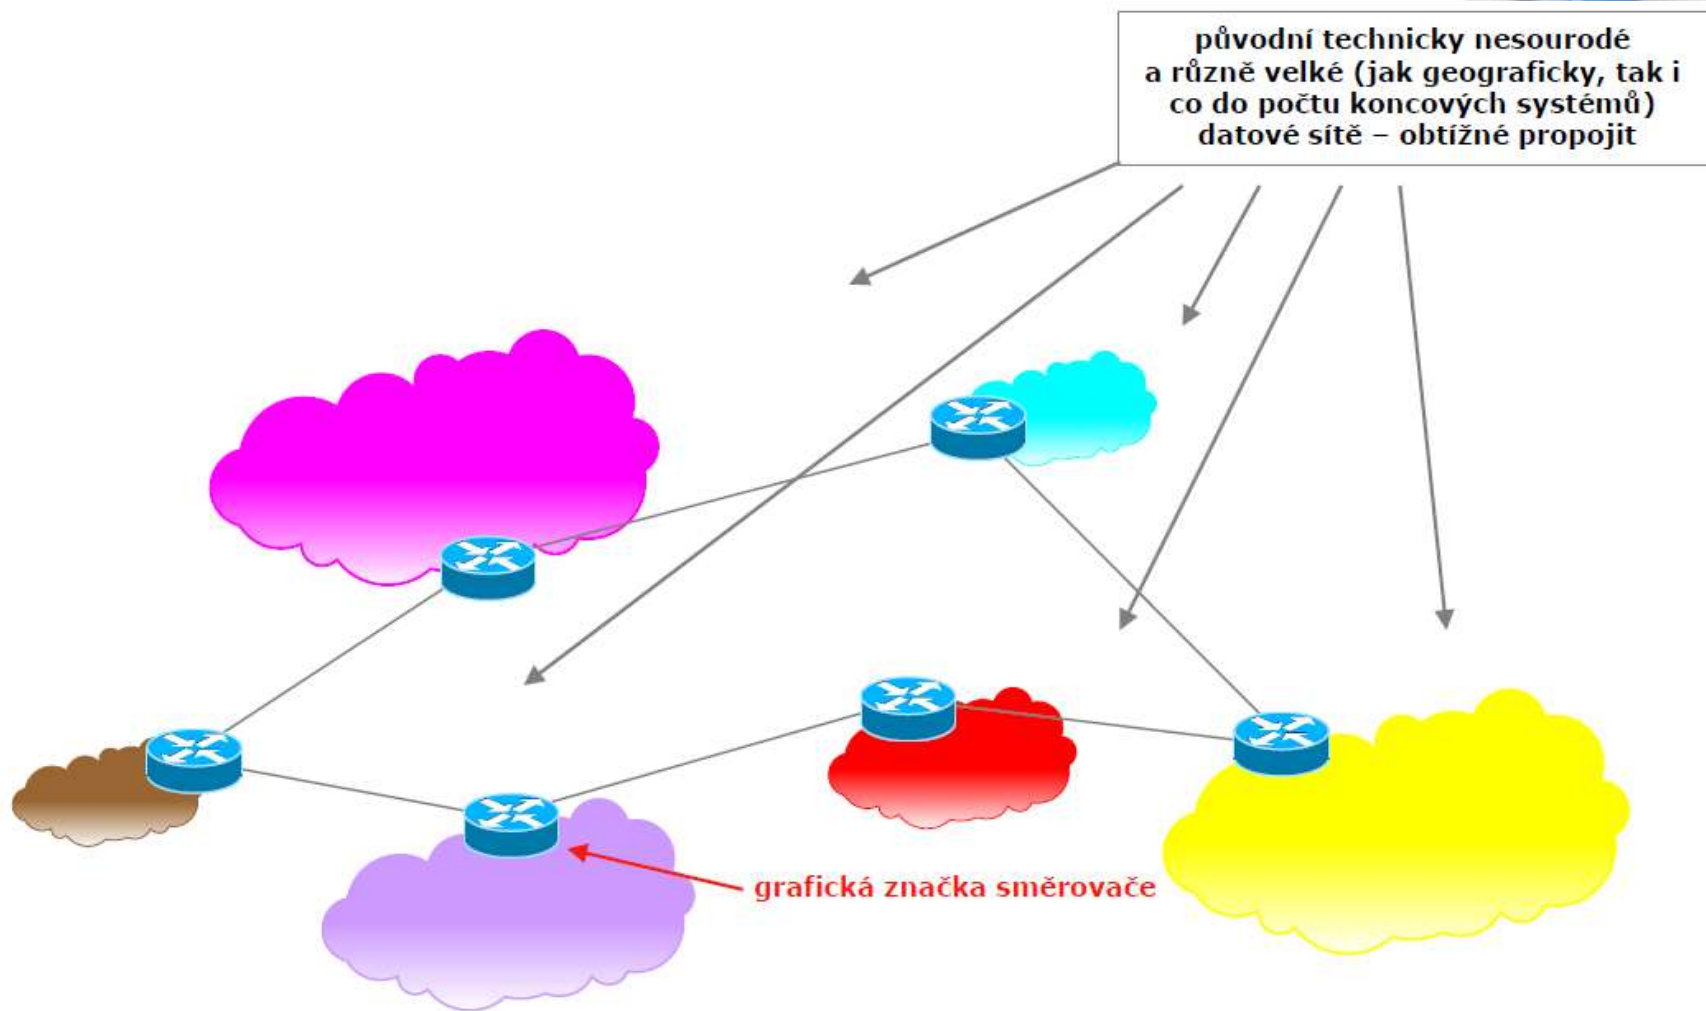 původní technicky nesourodé
a různě velké (jak geograficky, tak i
co do počtu koncových systémů)
datové sítě – obtížné propojit
grafická značka směrovače